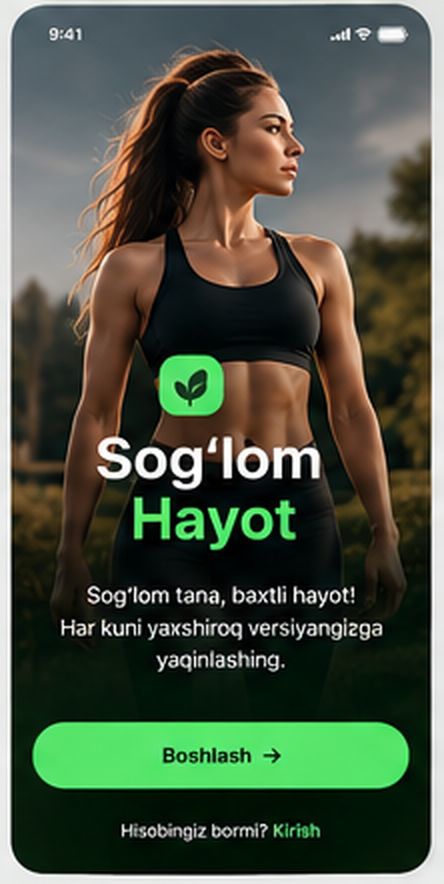 9:41
Sog‘lom
Hayot
Sog‘lom tana, baxtli hayot!
Har kuni yaxshiroq versiyangizga
yaqinlashing.
Boshlash →
Hisobingiz bormi? Kirish